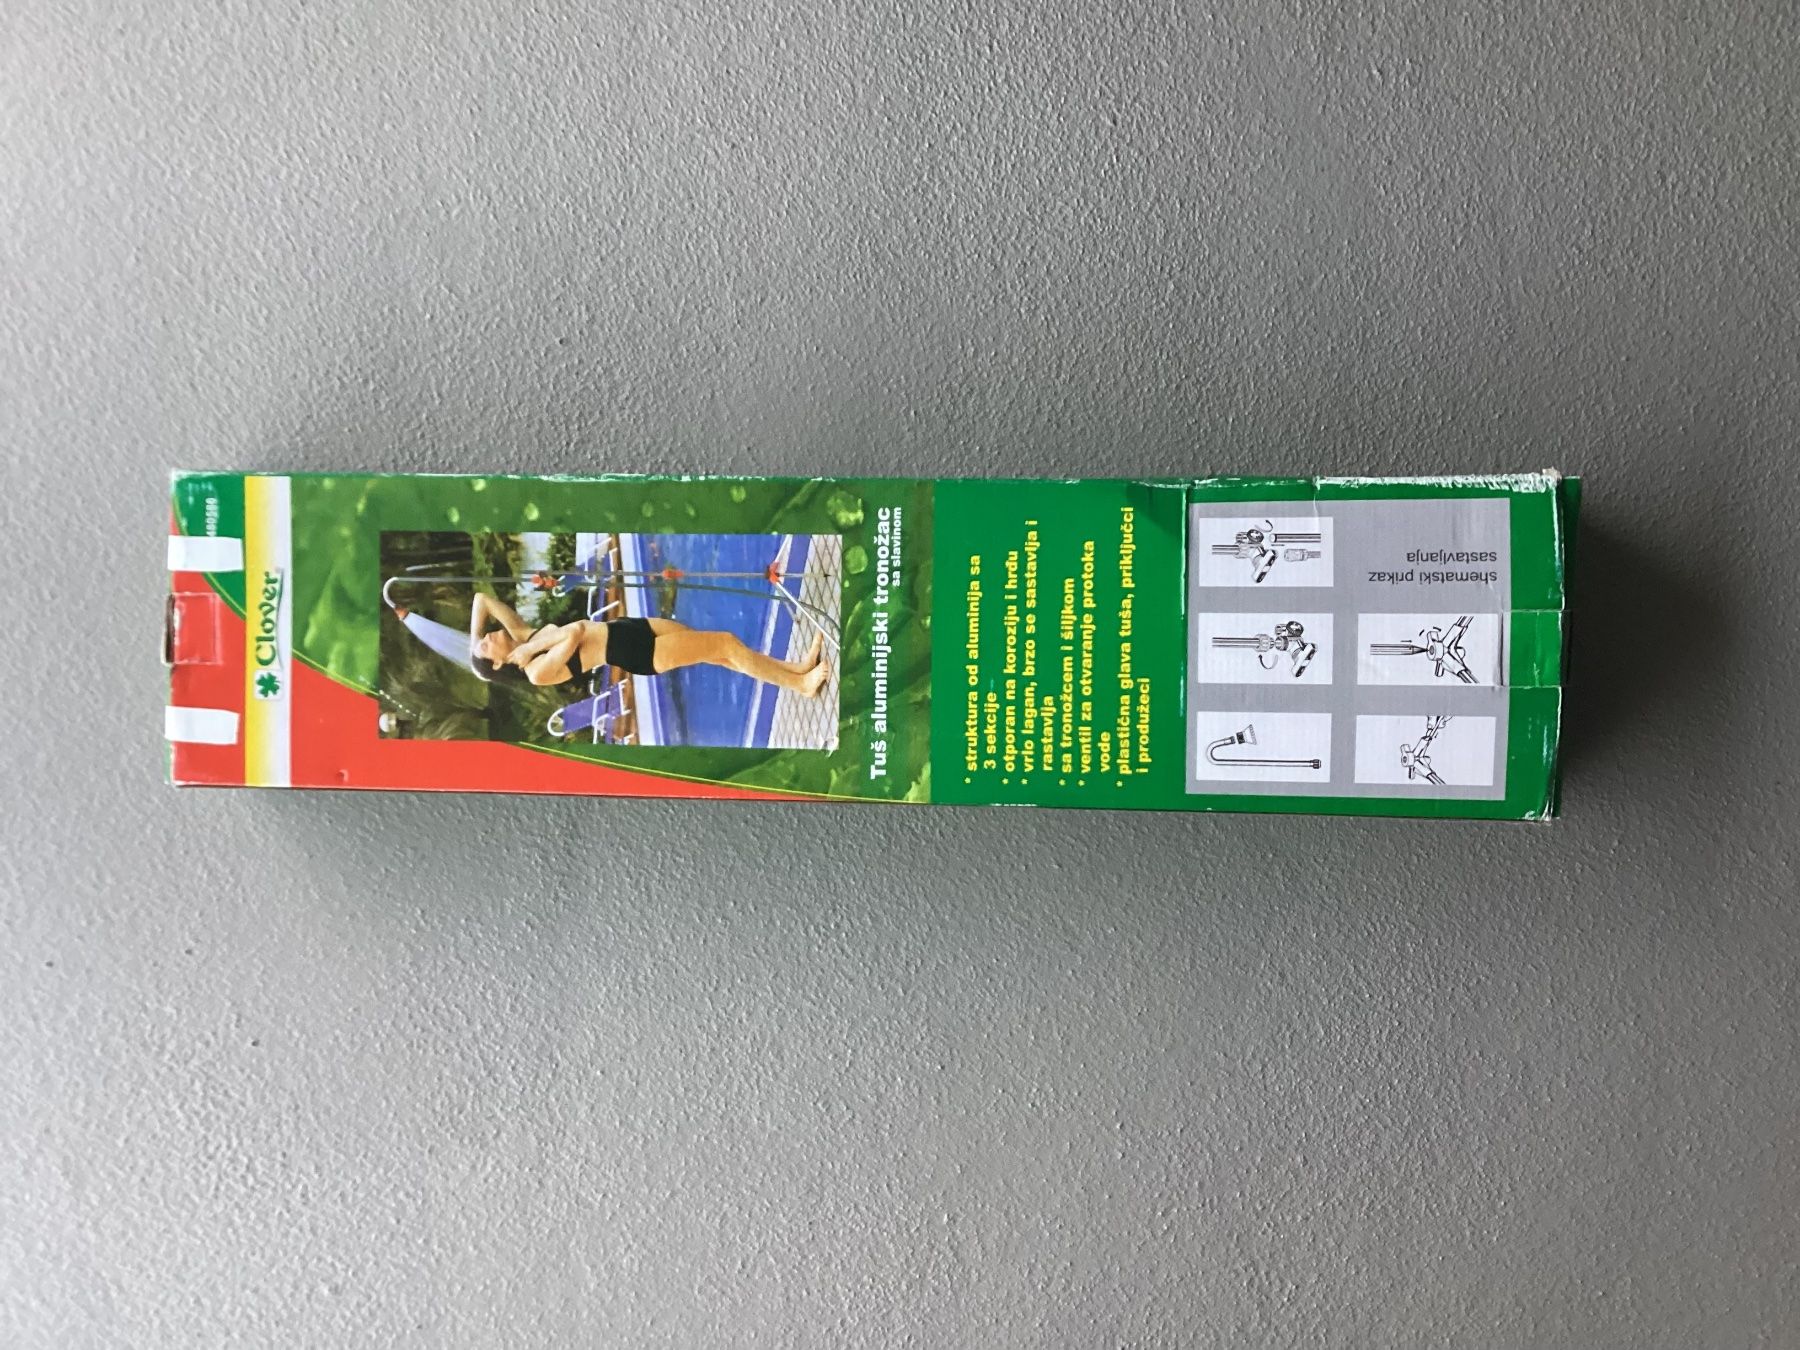 480580
Clover
Tuš aluminijski tronožac
sa slavinom
* struktura od aluminija sa
3 sekcije
* otporan na koroziju i hrđu
* vrlo lagan, brzo se sastavlja i
rastavlja
* sa tronožcem i šiljkom
* ventil za otvaranje protoka
vode
* plastična glava tuša, priključci
i produžeci
shematski prikaz
sastavljanja